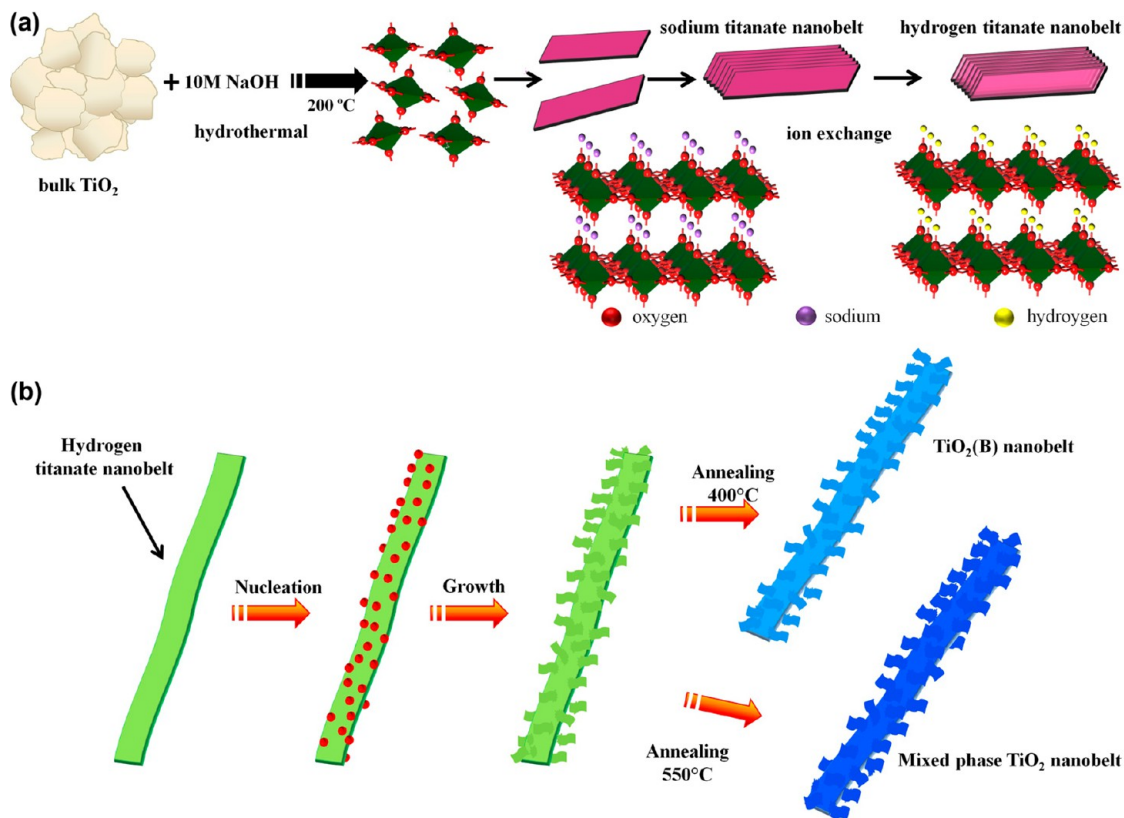 (a)
sodium titanate nanobelt
hydrogen titanate nanobelt
+ 10M NaOH
200 °C
hydrothermal
ion exchange
bulk TiO₂
oxygen
sodium
hydroygen
(b)
Hydrogen
titanate nanobelt
Nucleation
Growth
Annealing
400°C
TiO₂(B) nanobelt
Annealing
550°C
Mixed phase TiO₂ nanobelt